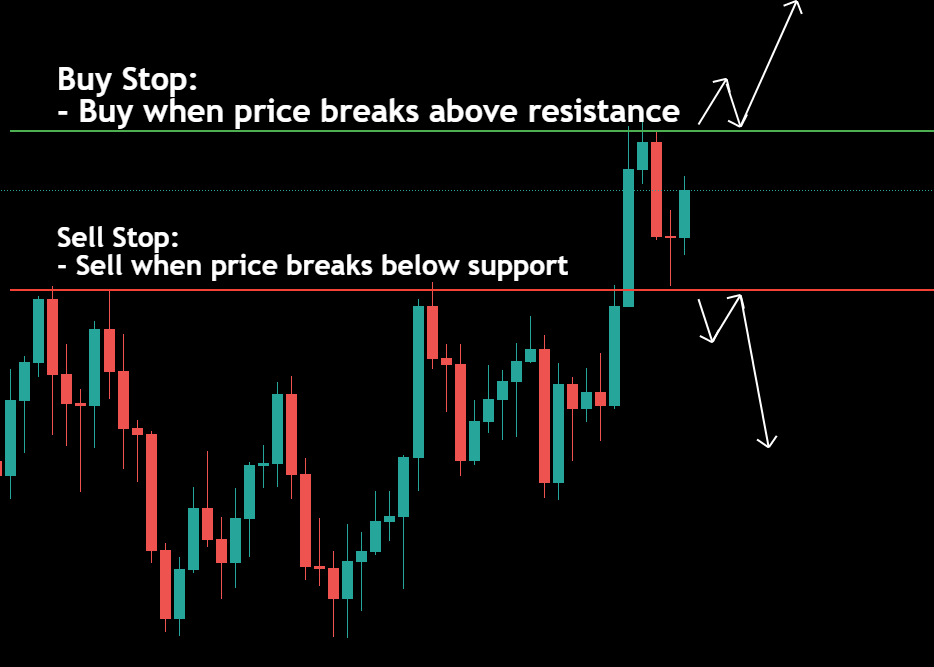 Buy Stop:
- Buy when price breaks above resistance
Sell Stop:
- Sell when price breaks below support